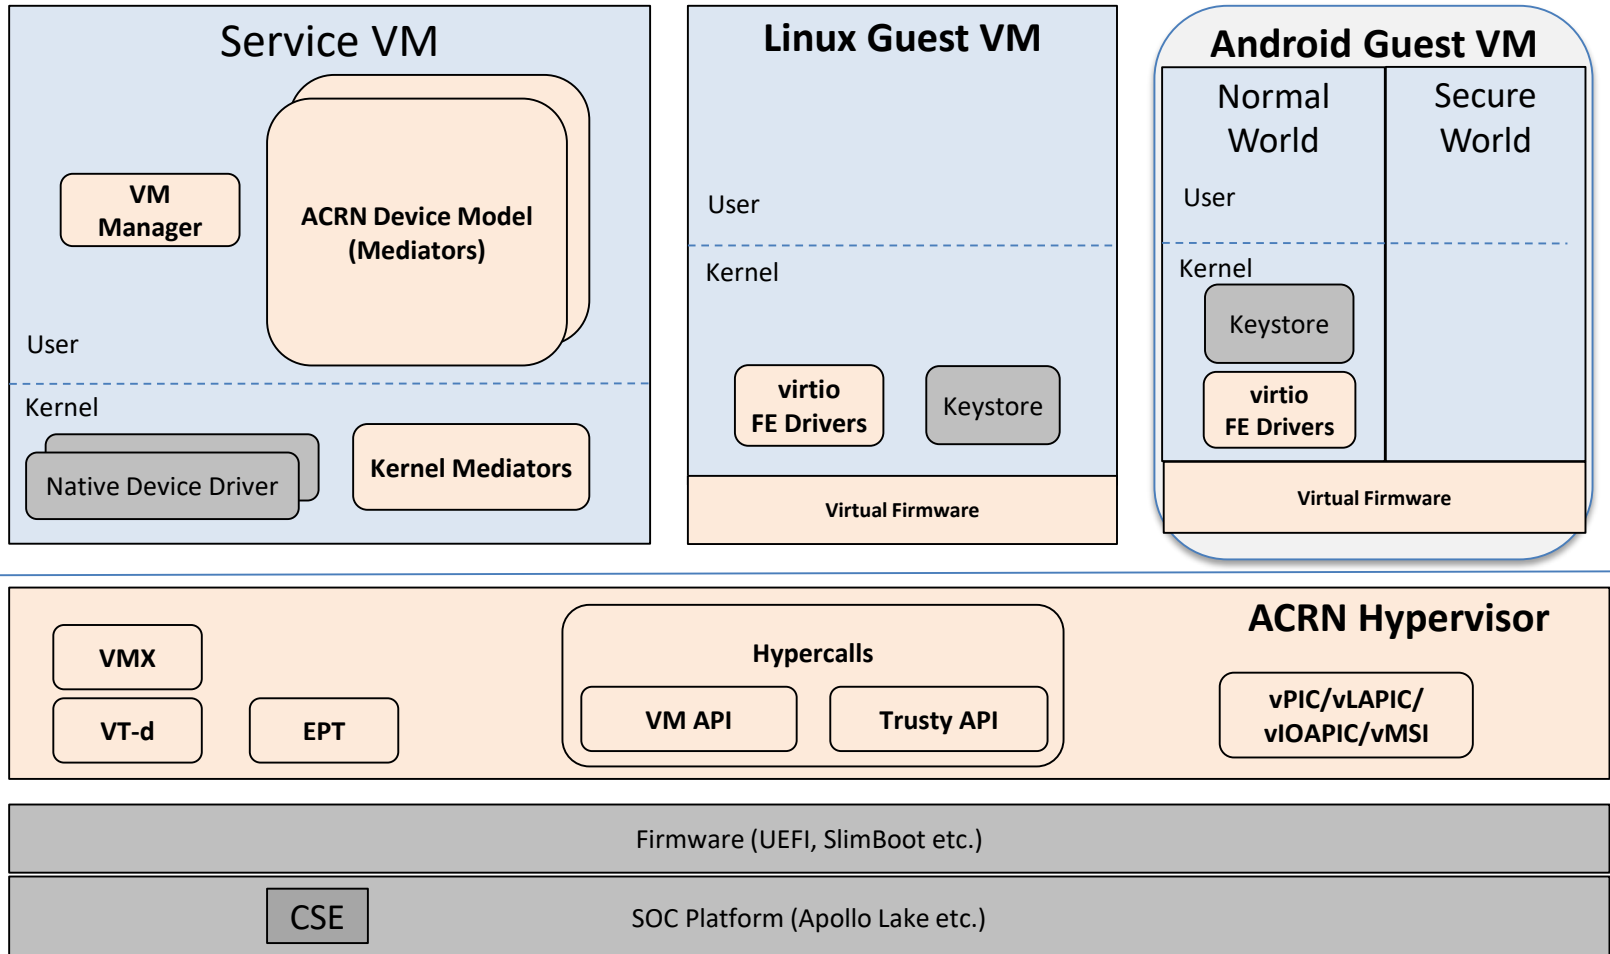 Service VM
VM
Manager
ACRN Device Model
(Mediators)
User
Kernel
Native Device Driver
Kernel Mediators
Linux Guest VM
User
Kernel
virtio
FE Drivers
Keystore
Virtual Firmware
Android Guest VM
Normal
World
Secure
World
User
Kernel
Keystore
virtio
FE Drivers
Virtual Firmware
ACRN Hypervisor
VMX
VT-d
EPT
Hypercalls
VM API
Trusty API
vPIC/vLAPIC/
vIOAPIC/vMSI
Firmware (UEFI, SlimBoot etc.)
CSE
SOC Platform (Apollo Lake etc.)